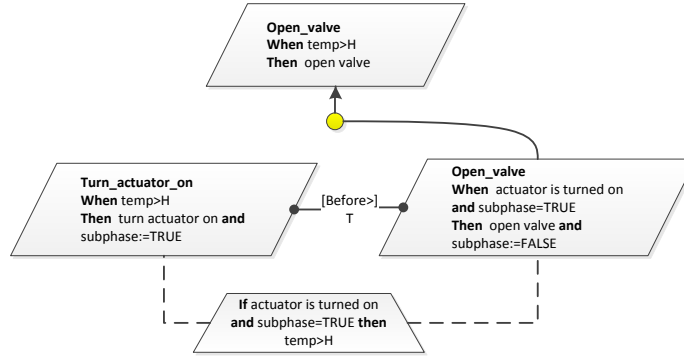 Open_valve
When temp>H
Then open valve
Turn_actuator_on
When temp>H
Then turn actuator on and
subphase:=TRUE
[Before>]
T
Open_valve
When actuator is turned on
and subphase=TRUE
Then open valve and
subphase:=FALSE
If actuator is turned on
and subphase=TRUE then
temp>H